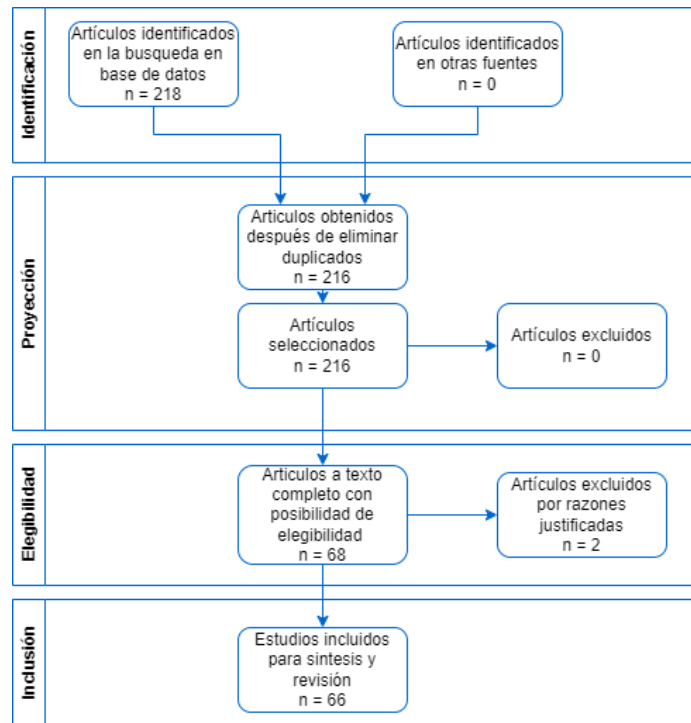 Identificación
Artículos identificados
en la busqueda en
base de datos
n = 218
Artículos identificados
en otras fuentes
n = 0
Proyección
Articulos obtenidos
después de eliminar
duplicados
n = 216
Artículos
seleccionados
n = 216
Artículos excluidos
n = 0
Elegibilidad
Articulos a texto
completo con
posibilidad de
elegebilidad
n = 68
Artículos excluidos
por razones
justificadas
n = 2
Inclusión
Estudios incluidos
para sintesis y
revisión
n = 66